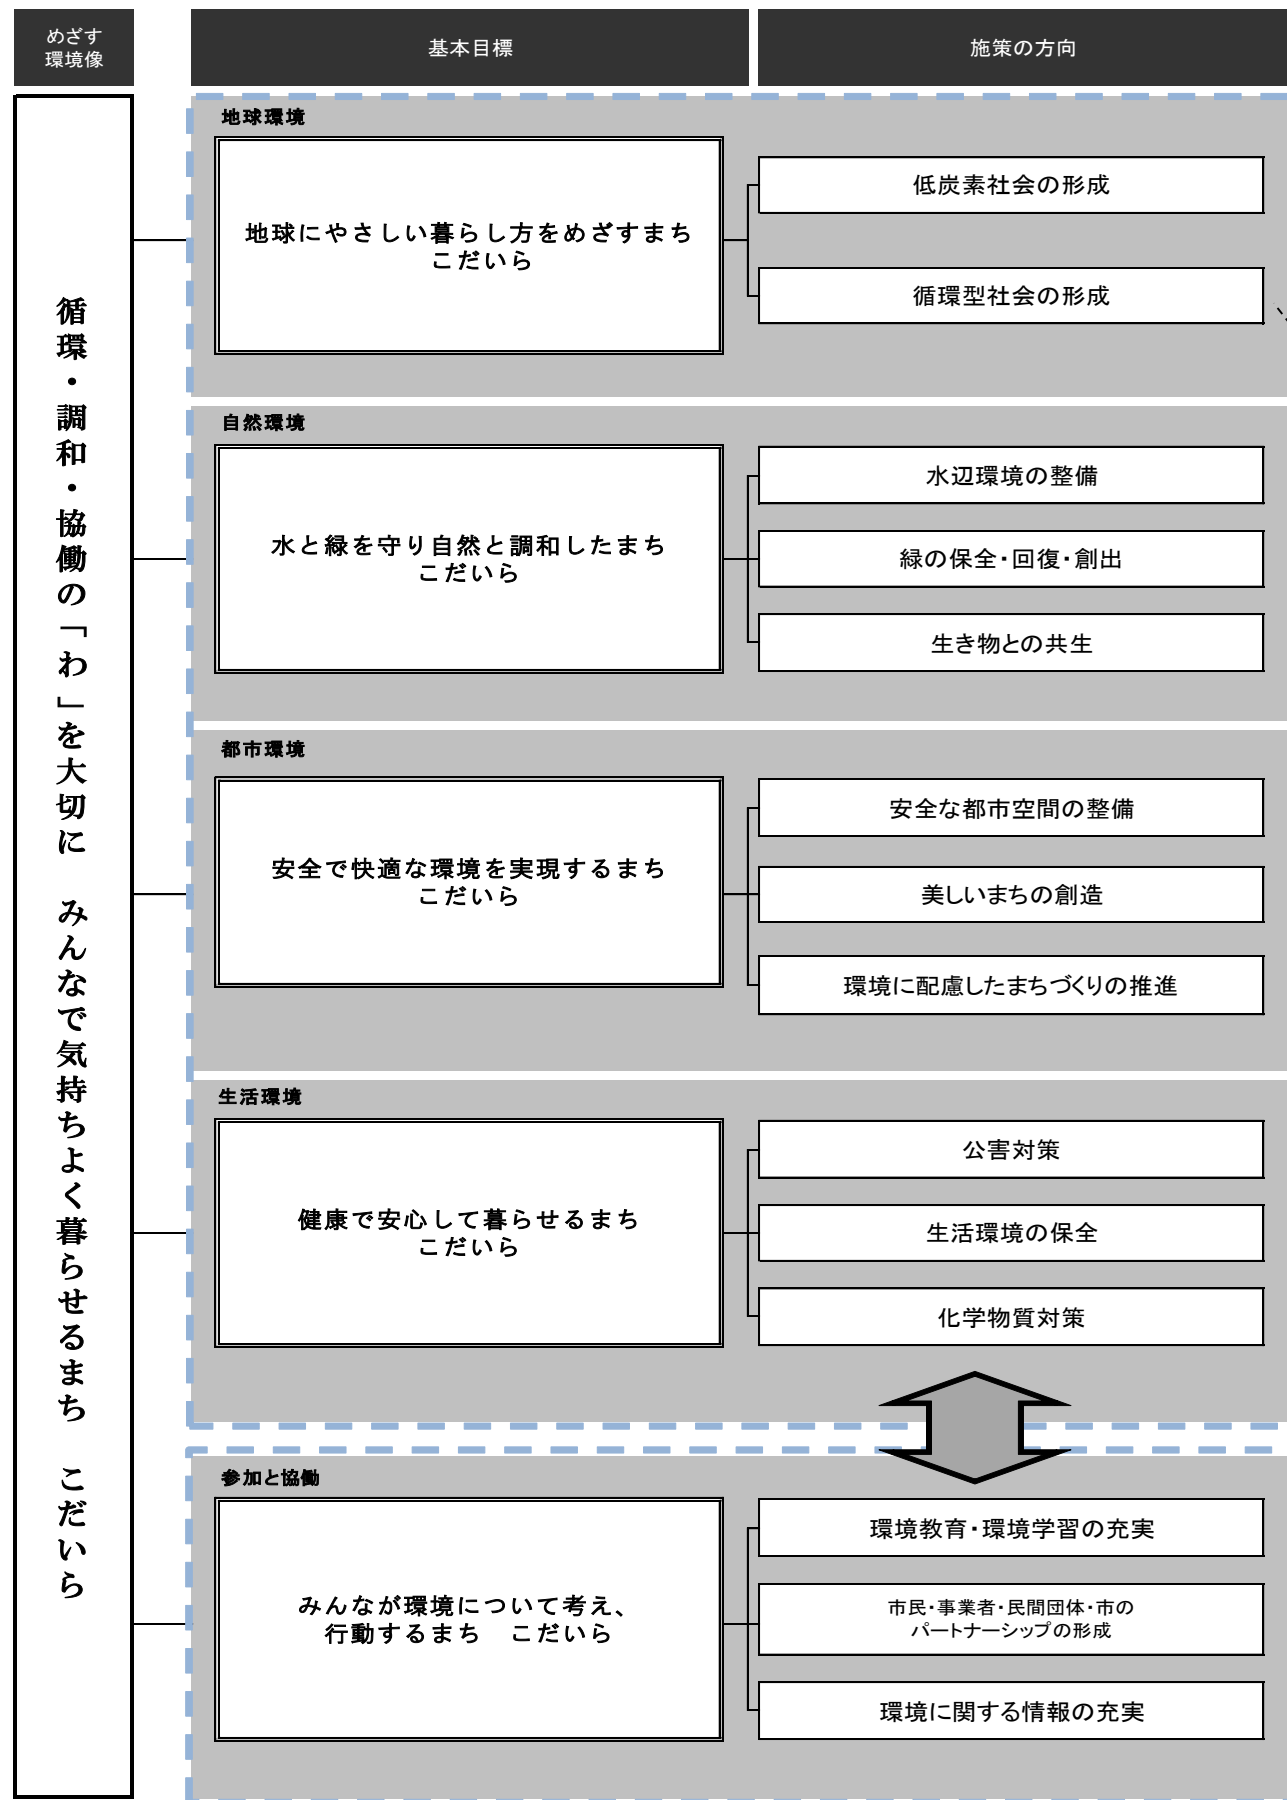 めざす
環境像
基本目標
施策の方向
循環・調和・協働の「わ」を大切に　みんなで気持ちよく暮らせるまち　こだいら
地球環境
地球にやさしい暮らし方をめざすまち
こだいら
低炭素社会の形成
循環型社会の形成
自然環境
水と緑を守り自然と調和したまち
こだいら
水辺環境の整備
緑の保全・回復・創出
生き物との共生
都市環境
安全で快適な環境を実現するまち
こだいら
安全な都市空間の整備
美しいまちの創造
環境に配慮したまちづくりの推進
生活環境
健康で安心して暮らせるまち
こだいら
公害対策
生活環境の保全
化学物質対策
参加と協働
みんなが環境について考え、
行動するまち　こだいら
環境教育・環境学習の充実
市民・事業者・民間団体・市の
パートナーシップの形成
環境に関する情報の充実